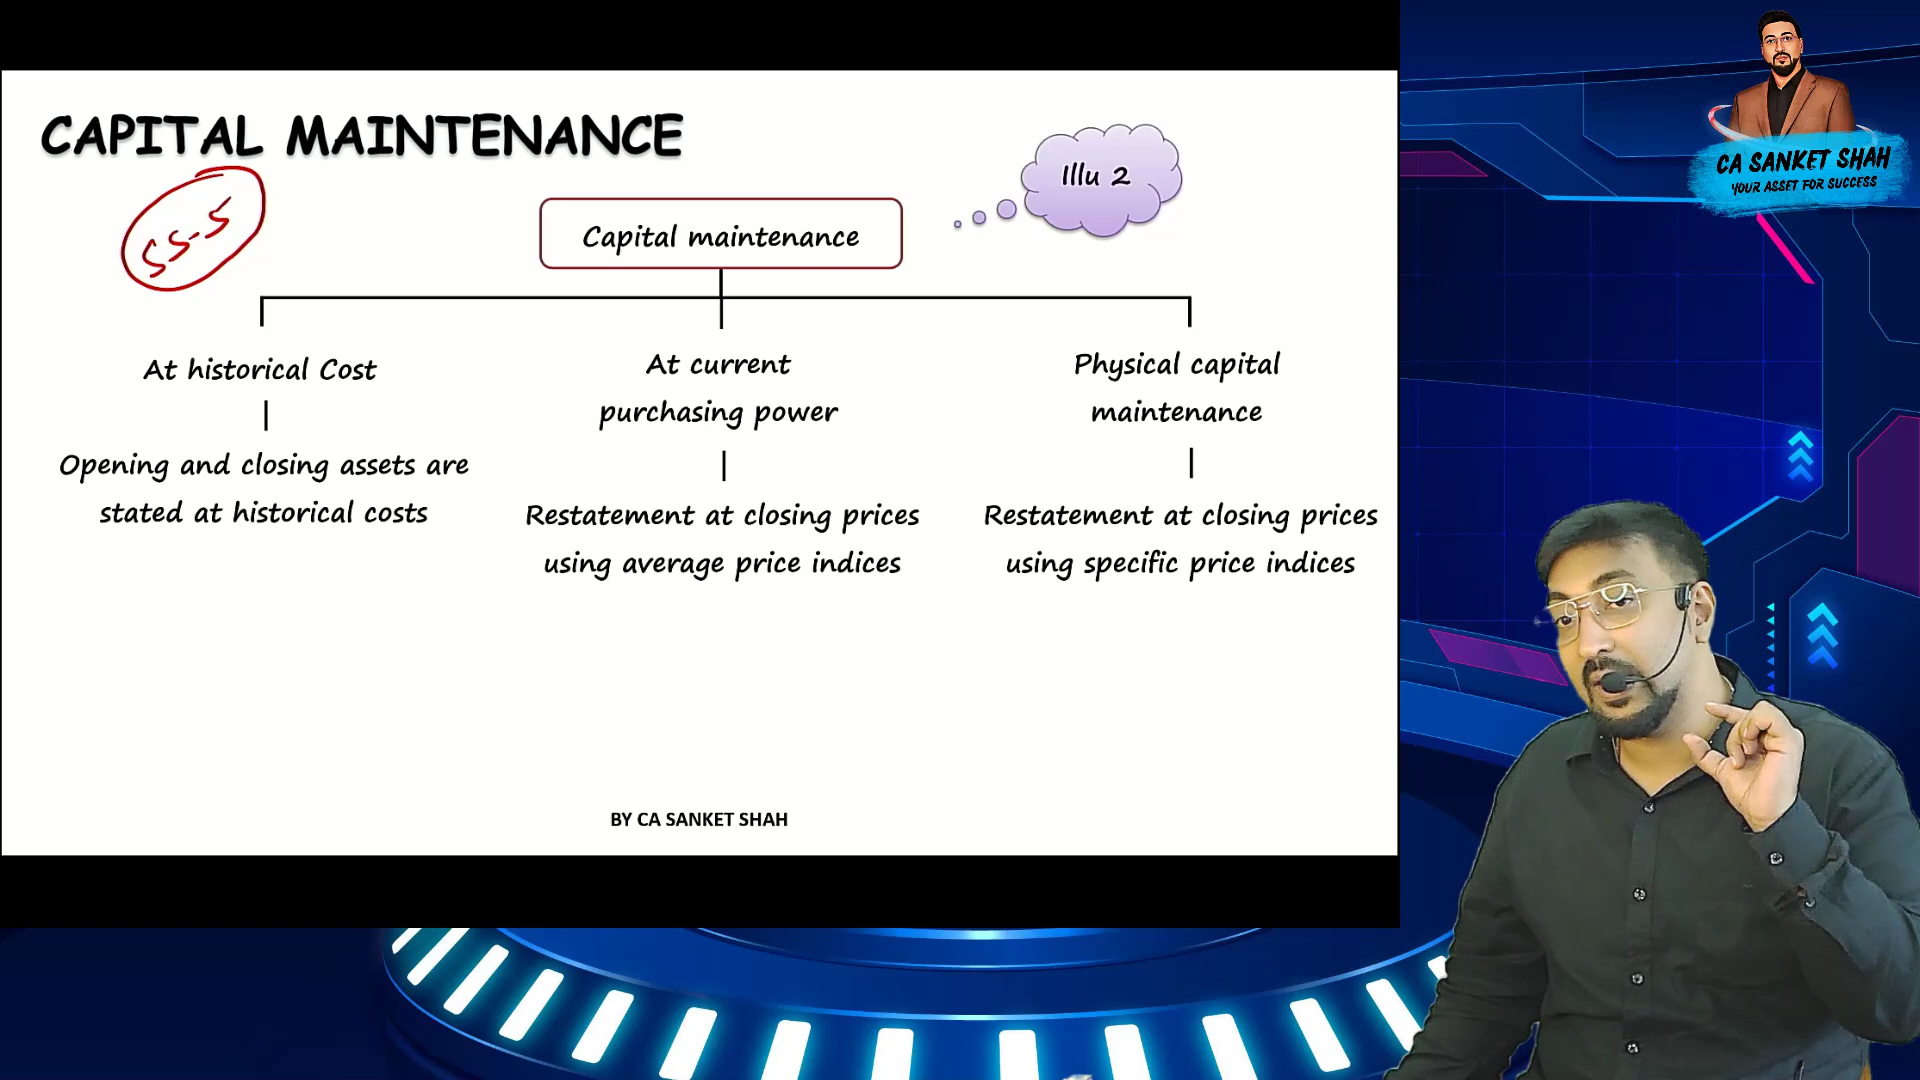 CAPITAL MAINTENANCE
SS-5
Illu 2
Capital maintenance
At historical Cost
Opening and closing assets are
stated at historical costs
At current
purchasing power
Restatement at closing prices
using average price indices
Physical capital
maintenance
Restatement at closing prices
using specific price indices
BY CA SANKET SHAH
CA SANKET SHAH
YOUR ASSET FOR SUCCESS